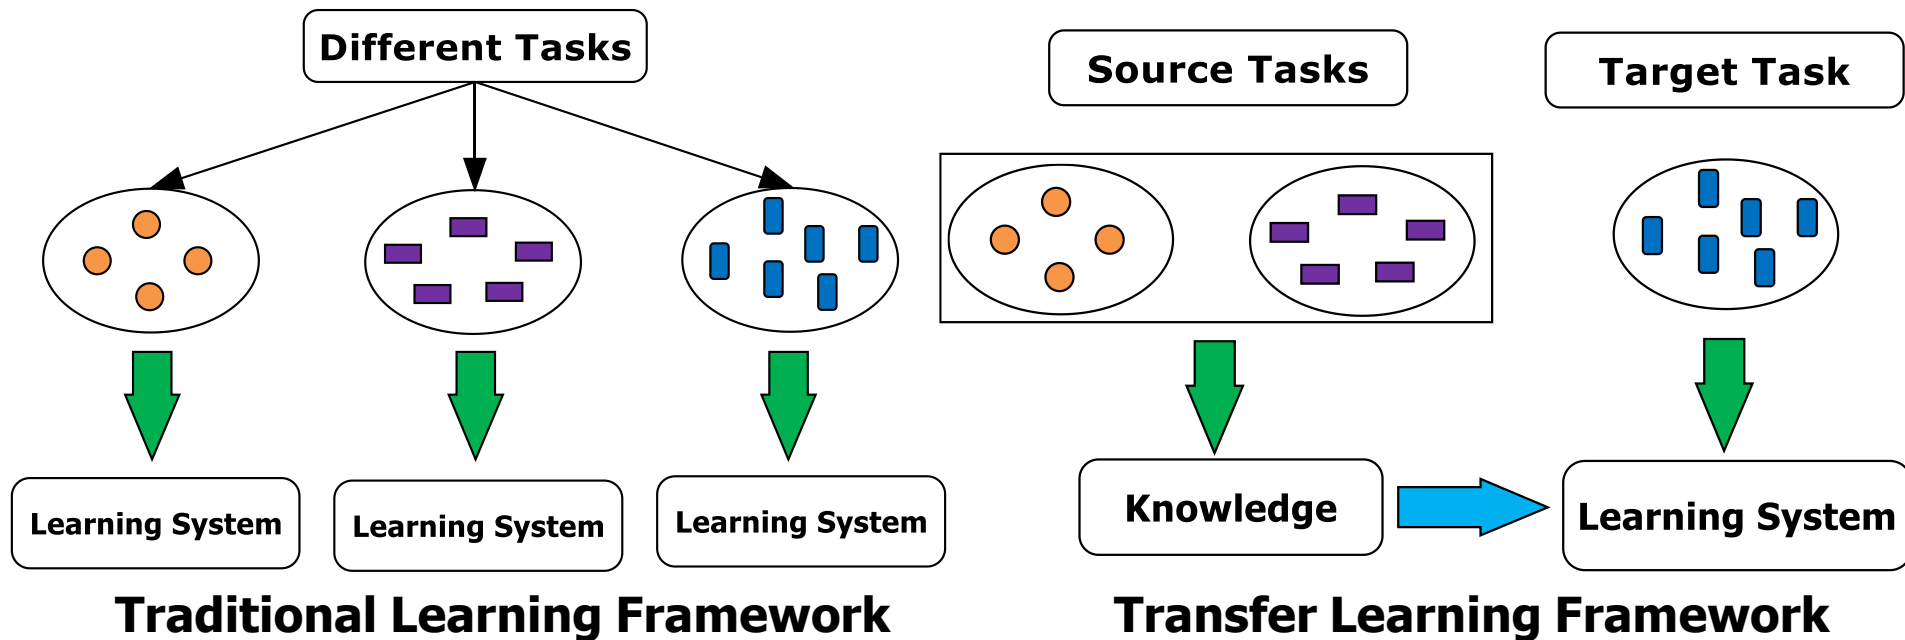 Different Tasks
Learning System
Learning System
Learning System
Traditional Learning Framework
Source Tasks
Target Task
Knowledge
Learning System
Transfer Learning Framework